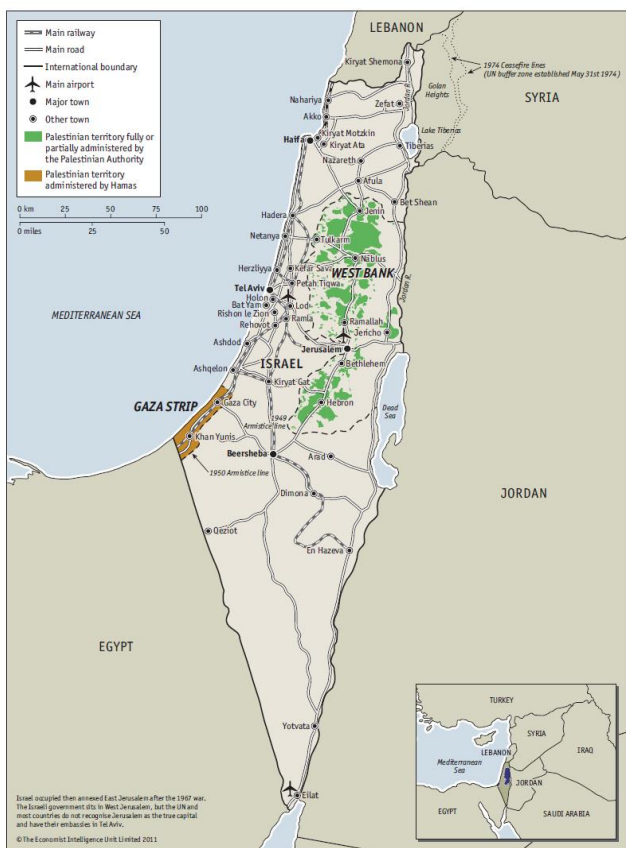 Main railway
Main road
International boundary
Main airport
Major town
Other town
Palestinian territory fully or
partially administered by
the Palestinian Authority
Palestinian territory
administered by Hamas
0 km 25 50 75 100
0 miles 25 50
LEBANON
Kiryat Shemona
1974 Ceasefire lines
(UN buffer zone established May 31st 1974)
Jordan R.
Golan
Heights
SYRIA
Nahariya
Zefat
Akko
Lake Tiberias
Kiryat Motzkin
Haifa
Kiryat Ata
Tiberias
Nazareth
Afula
Bet Shean
Jenin
Hadera
Netanya
Tulkarm
Nablus
Herzliyya
Kefar Sava
WEST BANK
Jordan R.
Petah Tiqwa
Tel Aviv
Holon
Bat Yam
Lod
MEDITERRANEAN SEA
Rishon le Zion
Ramla
Ramallah
Rehovot
Jericho
Ashdod
Jerusalem
ISRAEL
Bethlehem
Ashqelon
Kiryat Gat
GAZA STRIP
Gaza City
Hebron
1949
Armistice line
Dead
Sea
Khan Yunis
Beersheba
Arad
1950 Armistice line
Dimona
JORDAN
Qeziot
En Hazeva
EGYPT
Yotvata
Eilat
Israel occupied then annexed East Jerusalem after the 1967 war.
The Israeli government sits in West Jerusalem, but the UN and
most countries do not recognise Jerusalem as the true capital
and have their embassies in Tel Aviv.
© The Economist Intelligence Unit Limited 2011
TURKEY
SYRIA
LEBANON
IRAQ
Mediterranean
Sea
JORDAN
EGYPT
SAUDI ARABIA